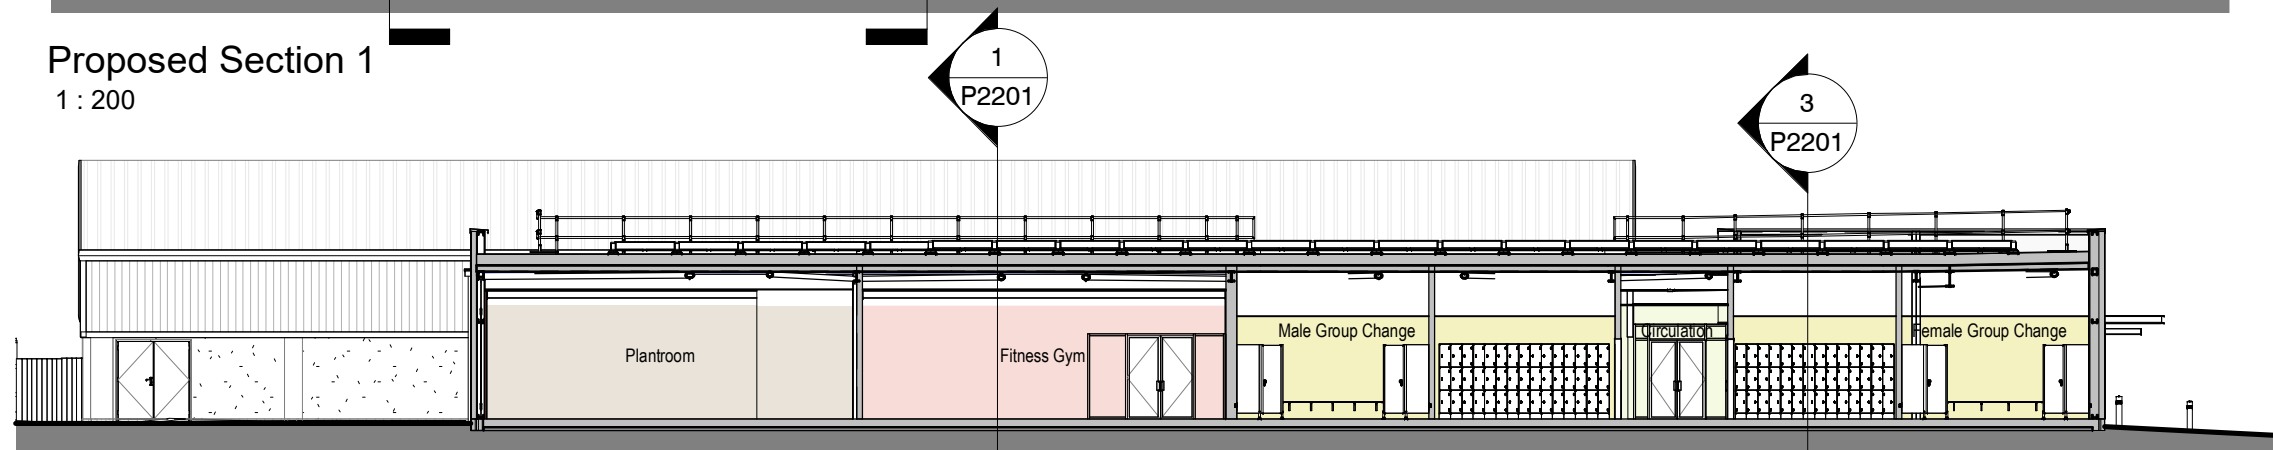 Proposed Section 1
1 : 200
1
P2201
3
P2201
Plantroom
Fitness Gym
Male Group Change
Circulation
Female Group Change